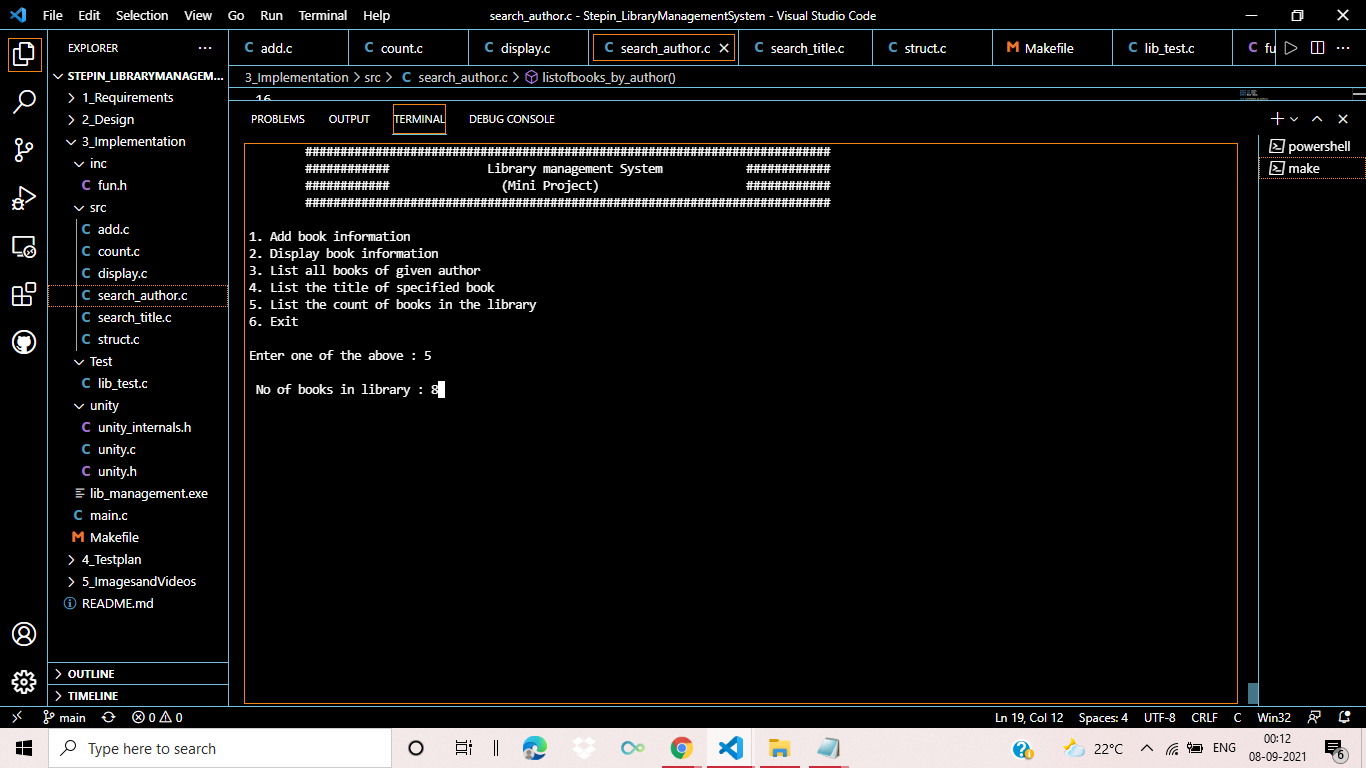 File Edit Selection View Go Run Terminal Help search_author.c - Stepin_LibraryManagementSystem - Visual Studio Code
EXPLORER ···
C add.c C count.c C display.c C search_author.c C search_title.c C struct.c M Makefile C lib_test.c C fu
3_Implementation > src > C search_author.c > listofbooks_by_author()
16
STEPIN_LIBRARYMANAGEM...
1_Requirements
2_Design
3_Implementation
inc
C fun.h
src
C add.c
C count.c
C display.c
C search_author.c
C search_title.c
C struct.c
Test
C lib_test.c
unity
C unity_internals.h
C unity.c
C unity.h
lib_management.exe
C main.c
M Makefile
4_Testplan
5_ImagesandVideos
README.md
OUTLINE
TIMELINE
PROBLEMS OUTPUT TERMINAL DEBUG CONSOLE
###########################################################################
############ Library management System ############
############ (Mini Project) ############
###########################################################################
1. Add book information
2. Display book information
3. List all books of given author
4. List the title of specified book
5. List the count of books in the library
6. Exit
Enter one of the above : 5
No of books in library : 8
powershell
make
main 0 0 Ln 19, Col 12 Spaces: 4 UTF-8 CRLF C Win32
Type here to search 22°C ENG 00:12
08-09-2021 6